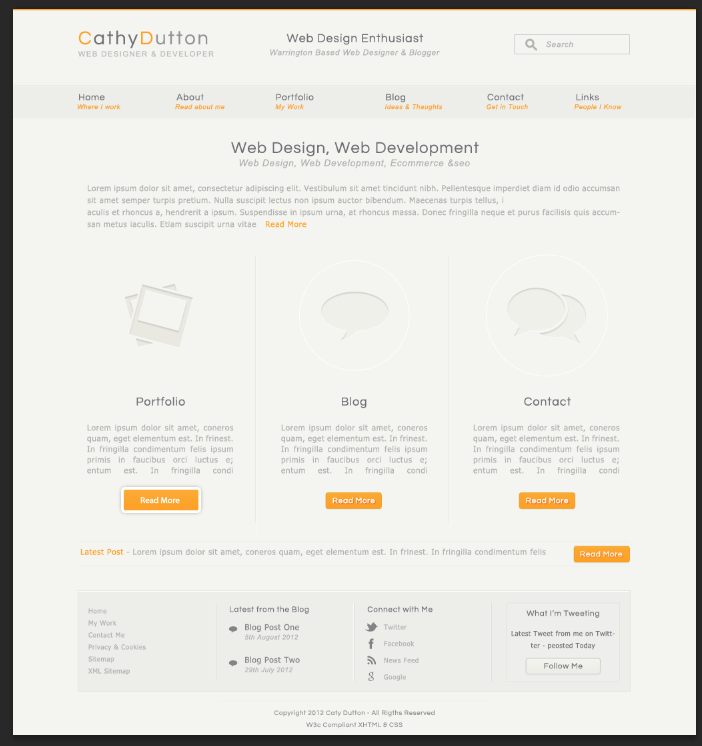 CathyDutton
WEB DESIGNER & DEVELOPER
Web Design Enthusiast
Warrington Based Web Designer & Blogger
Search
Home
Where I work
About
Read about me
Portfolio
My Work
Blog
Ideas & Thoughts
Contact
Get in Touch
Links
People I Know
Web Design, Web Development
Web Design, Web Development, Ecommerce &seo
Lorem ipsum dolor sit amet, consectetur adipiscing elit. Vestibulum sit amet tincidunt nibh. Pellentesque imperdiet diam id odio accumsan
sit amet semper turpis pretium. Nulla suscipit lectus non ipsum auctor bibendum. Maecenas turpis tellus, i
aculis et rhoncus a, hendrerit a ipsum. Suspendisse in ipsum urna, at rhoncus massa. Donec fringilla neque et purus facilisis quis accum-
san metus iaculis. Etiam suscipit urna vitae Read More
Portfolio
Lorem ipsum dolor sit amet, coneros
quam, eget elementum est. In frinest.
In fringilla condimentum felis ipsum
primis in faucibus orci luctus e;
entum est. In fringilla condi
Read More
Blog
Lorem ipsum dolor sit amet, coneros
quam, eget elementum est. In frinest.
In fringilla condimentum felis ipsum
primis in faucibus orci luctus e;
entum est. In fringilla condi
Read More
Contact
Lorem ipsum dolor sit amet, coneros
quam, eget elementum est. In frinest.
In fringilla condimentum felis ipsum
primis in faucibus orci luctus e;
entum est. In fringilla condi
Read More
Latest Post - Lorem ipsum dolor sit amet, coneros quam, eget elementum est. In frinest. In fringilla condimentum felis
Read More
Home
My Work
Contact Me
Privacy & Cookies
Sitemap
XML Sitemap
Latest from the Blog
Blog Post One
5th August 2012
Blog Post Two
28th July 2012
Connect with Me
Twitter
Facebook
News Feed
Google
What I'm Tweeting
Latest Tweet from me on Twitt-
ter - peosted Today
Follow Me
Copyright 2012 Caty Dutton - All Rigths Reserved
W3c Compliant XHTML & CSS